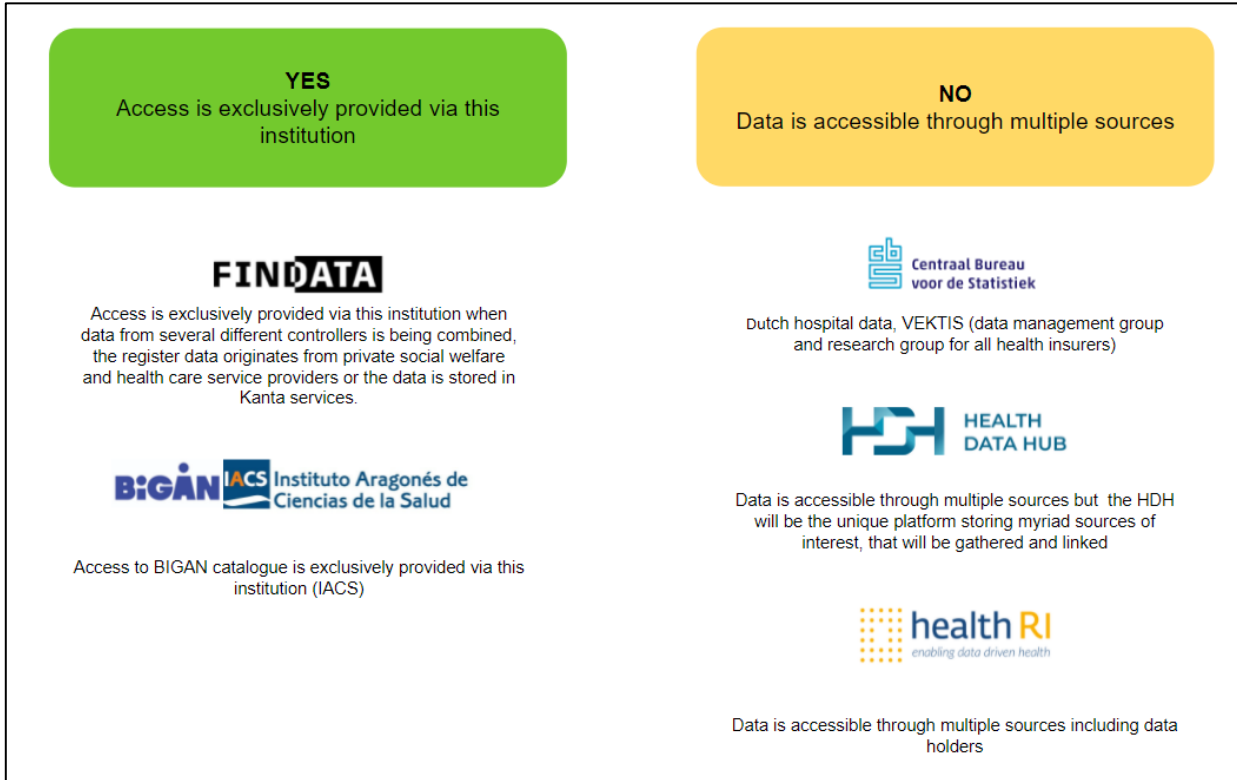 YES
Access is exclusively provided via this
institution
FINDATA
Access is exclusively provided via this institution when
data from several different controllers is being combined,
the register data originates from private social welfare
and health care service providers or the data is stored in
Kanta services.
BIGAN IACS Instituto Aragonés de
Ciencias de la Salud
Access to BIGAN catalogue is exclusively provided via this
institution (IACS)
NO
Data is accessible through multiple sources
cbs Centraal Bureau
voor de Statistiek
Dutch hospital data, VEKTIS (data management group
and research group for all health insurers)
HDH HEALTH
DATA HUB
Data is accessible through multiple sources but the HDH
will be the unique platform storing myriad sources of
interest, that will be gathered and linked
health RI
enabling data driven health
Data is accessible through multiple sources including data
holders